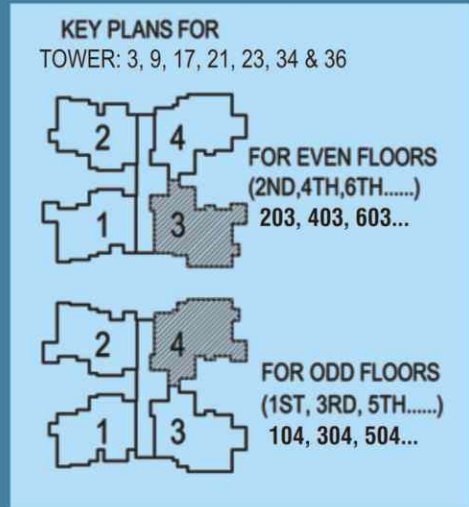 KEY PLANS FOR
TOWER: 3, 9, 17, 21, 23, 34 & 36
2 4
FOR EVEN FLOORS
(2ND,4TH,6TH......)
1 3
203, 403, 603...
2 4
FOR ODD FLOORS
(1ST, 3RD, 5TH......)
1 3
104, 304, 504...